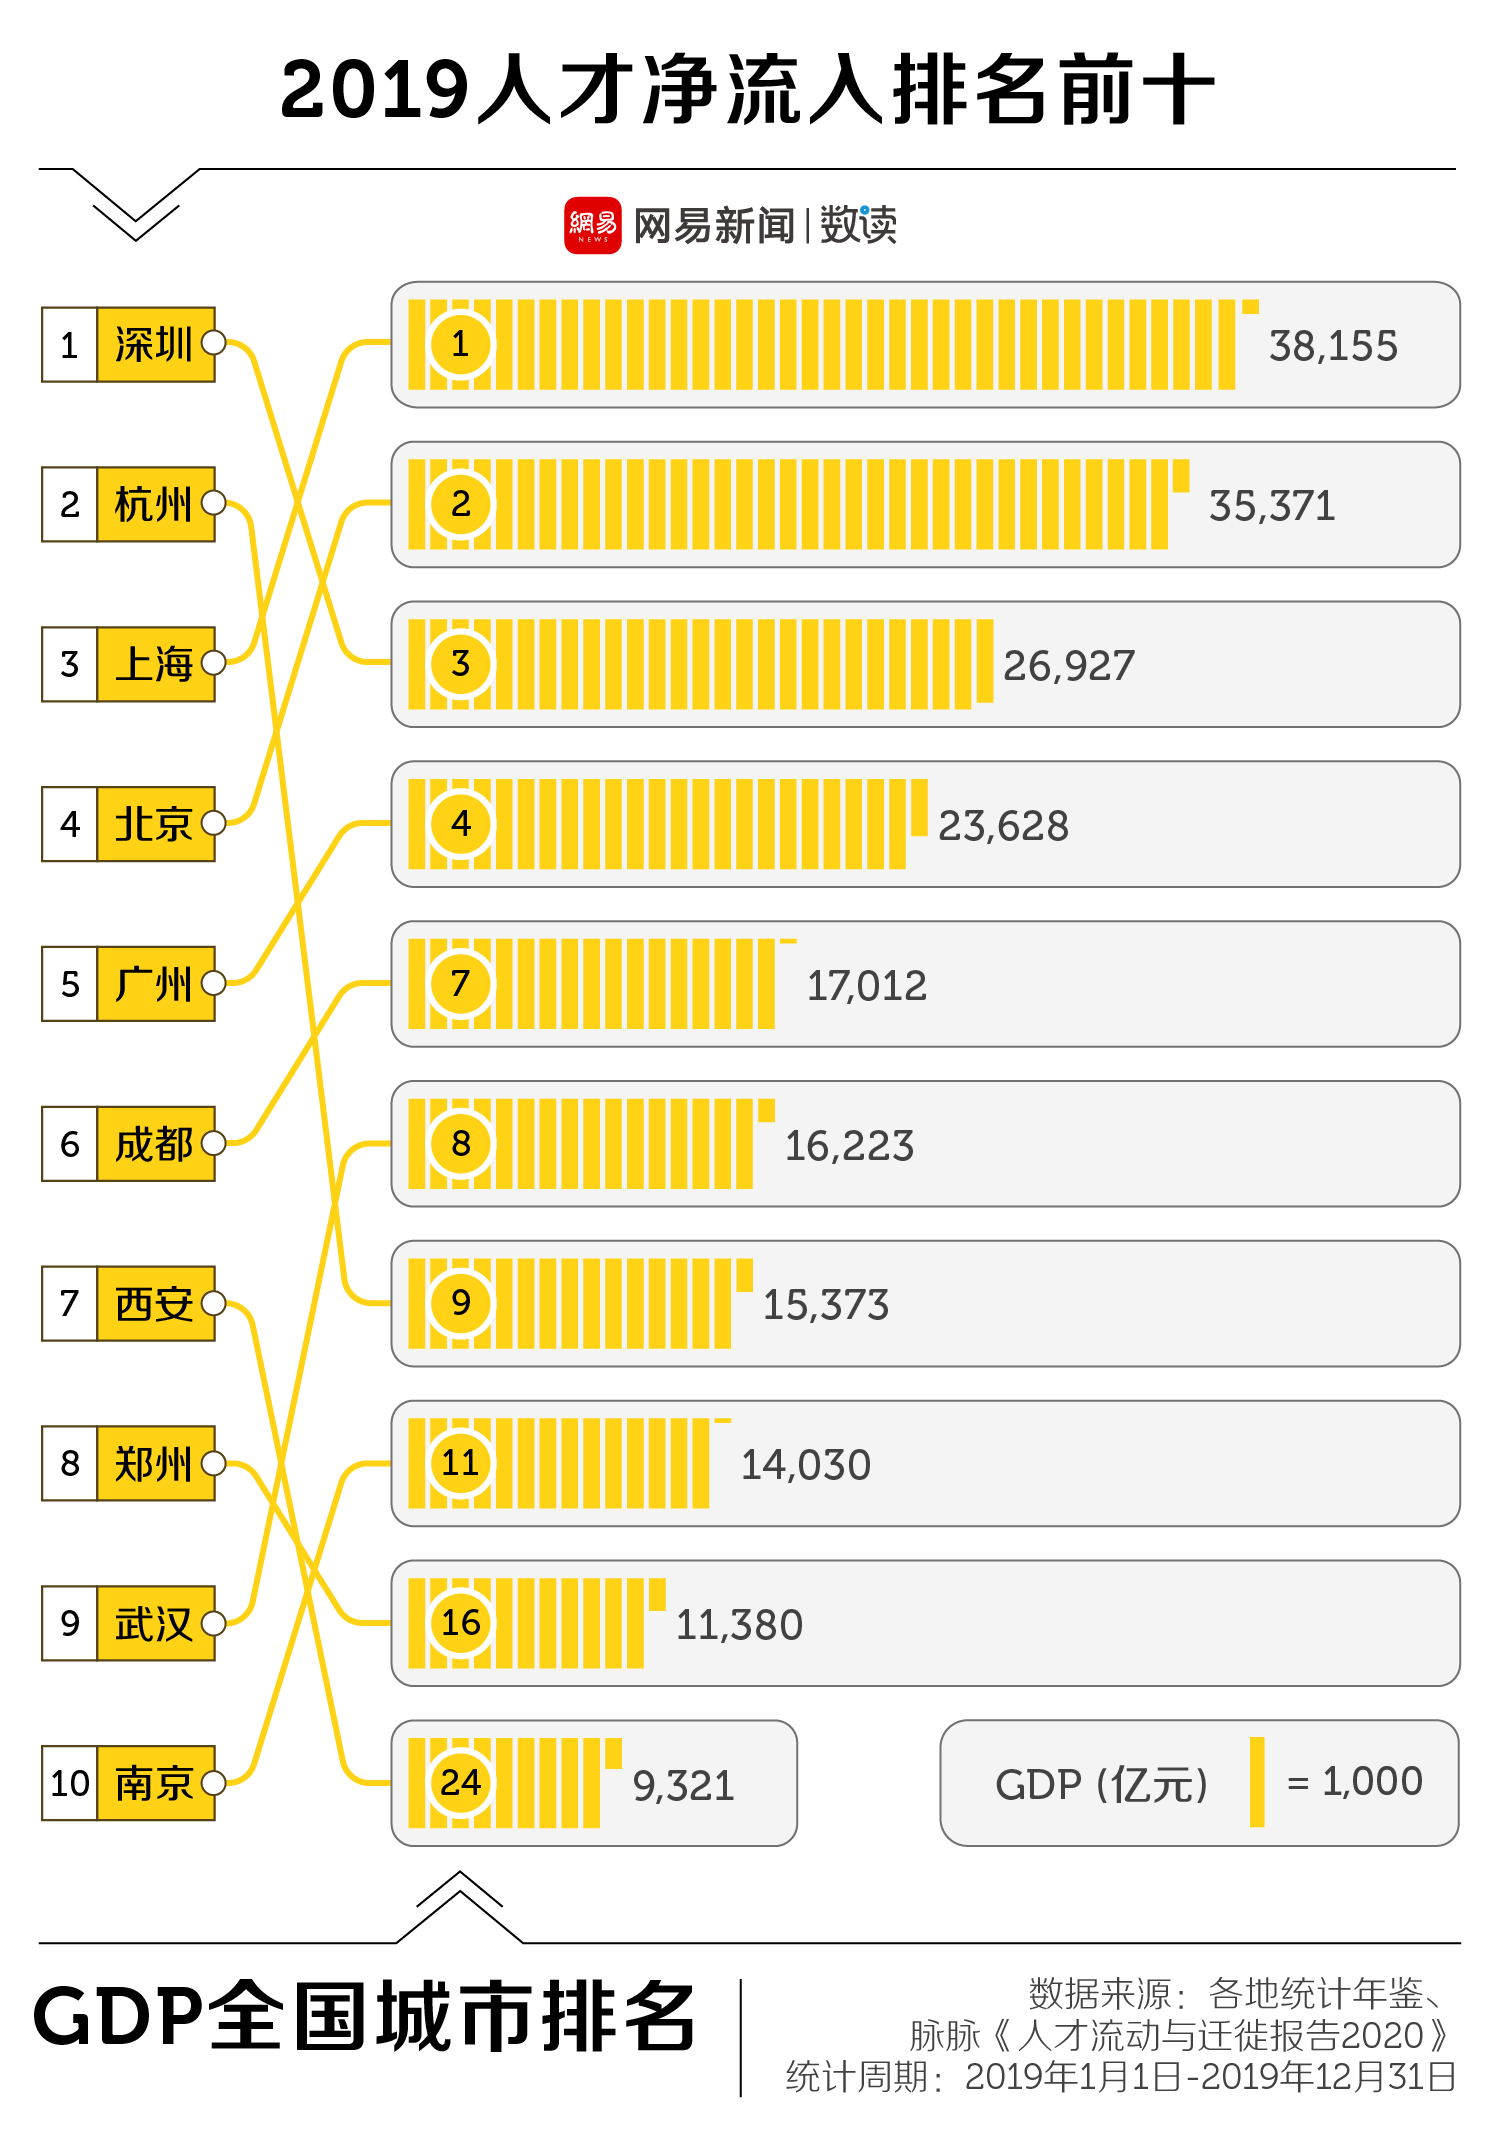 2019人才净流入排名前十
網易 NEWS 网易新闻 | 数读
1 深圳 1 38,155
2 杭州 2 35,371
3 上海 3 26,927
4 北京 4 23,628
5 广州 7 17,012
6 成都 8 16,223
7 西安 9 15,373
8 郑州 11 14,030
9 武汉 16 11,380
10 南京 24 9,321
GDP (亿元) = 1,000
GDP全国城市排名
数据来源：各地统计年鉴、
脉脉《人才流动与迁徙报告2020》
统计周期：2019年1月1日-2019年12月31日